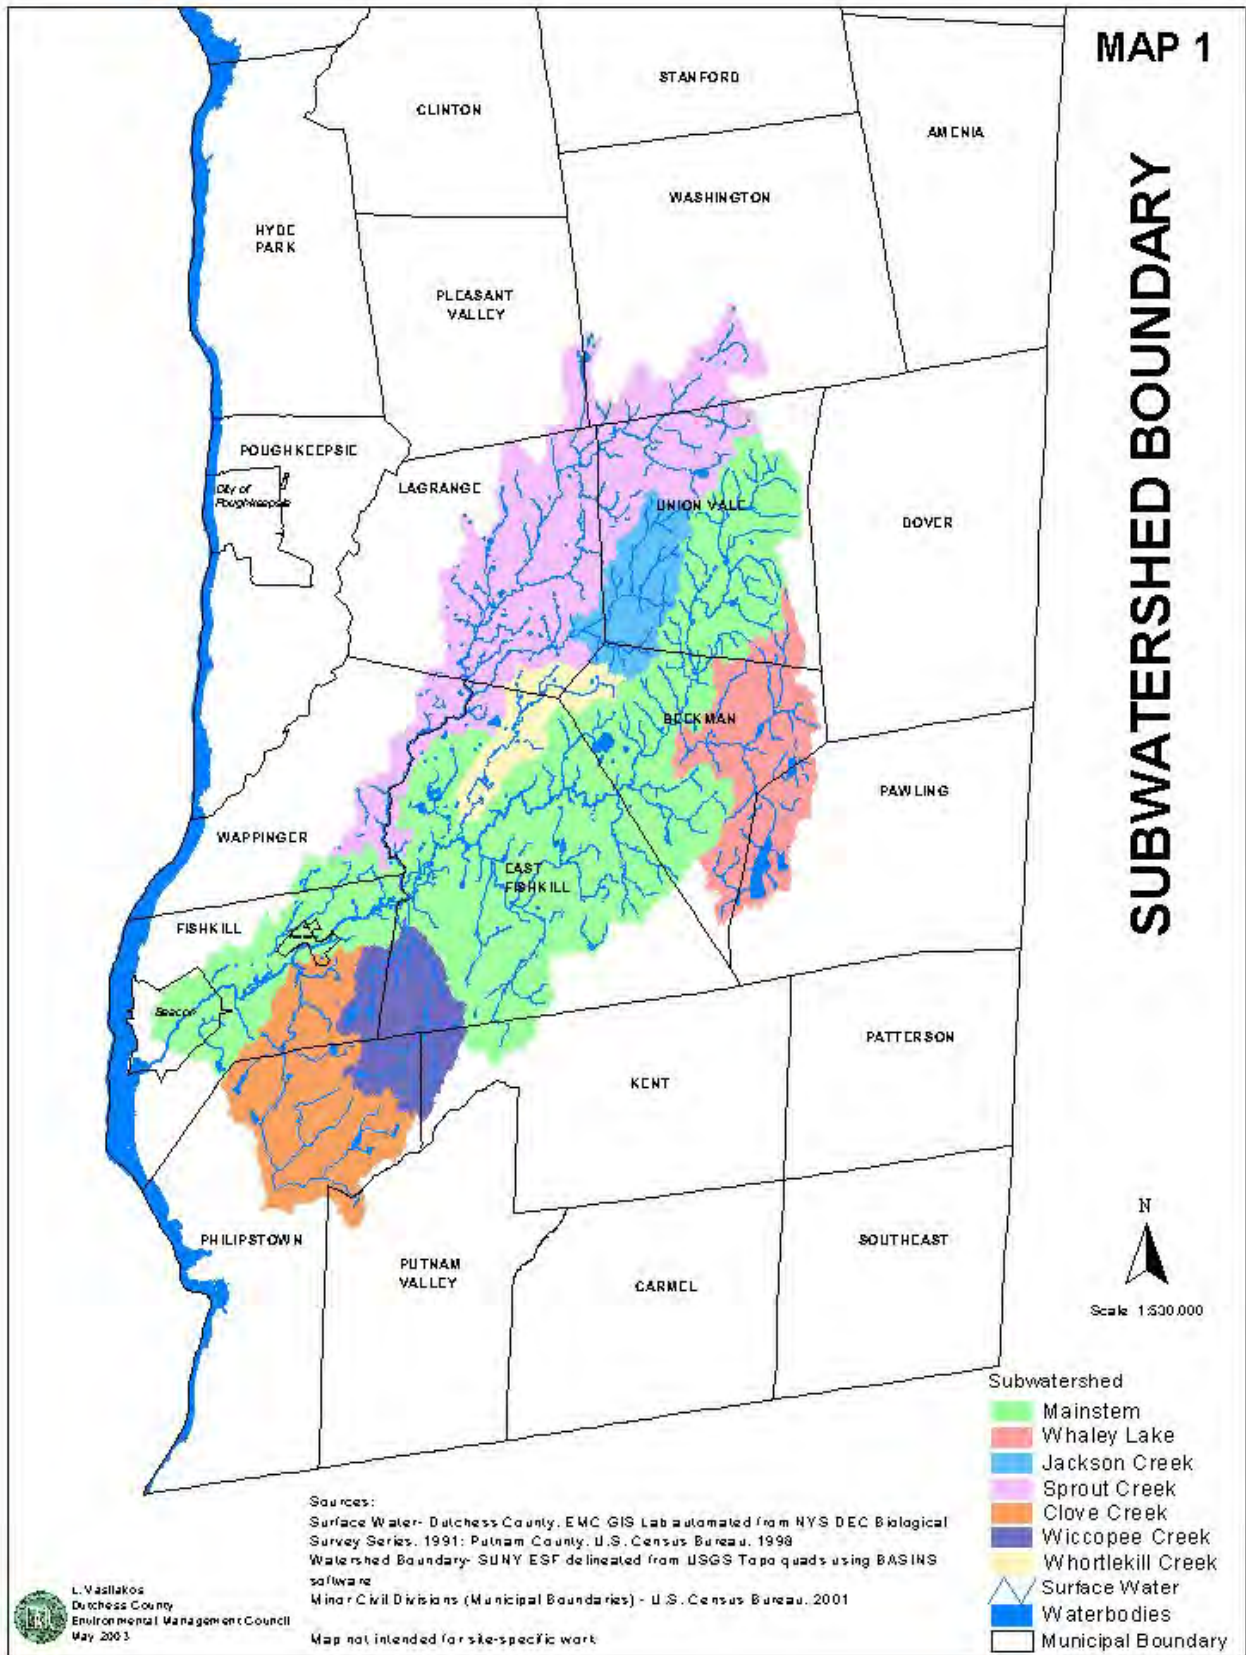 MAP 1
SUBWATERSHED BOUNDARY
STANFORD
CLINTON
AMENIA
WASHINGTON
HYDE
PARK
PLEASANT
VALLEY
POUGHKEEPSIE
City of
Poughkeepsie
LAGRANGE
UNION VALE
DOVER
BEEKMAN
PAWLING
WAPPINGER
EAST
FISHKILL
FISHKILL
Beacon
PATTERSON
KENT
PHILIPSTOWN
PUTNAM
VALLEY
CARMEL
SOUTHEAST
N
Scale 1:530,000
Subwatershed
Mainstem
Whaley Lake
Jackson Creek
Sprout Creek
Clove Creek
Wiccopee Creek
Whortlekill Creek
Surface Water
Waterbodies
Municipal Boundary
Sources:
Surface Water- Dutchess County, EMC GIS Lab automated from NYS DEC Biological
Survey Series, 1991; Putnam County, U.S. Census Bureau, 1998
Watershed Boundary- SUNY ESF delineated from USGS Topo quads using BASINS
software
Minor Civil Divisions (Municipal Boundaries) - U.S. Census Bureau, 2001
Map not intended for site-specific work
L. Vasilakos
Dutchess County
Environmental Management Council
May 2003